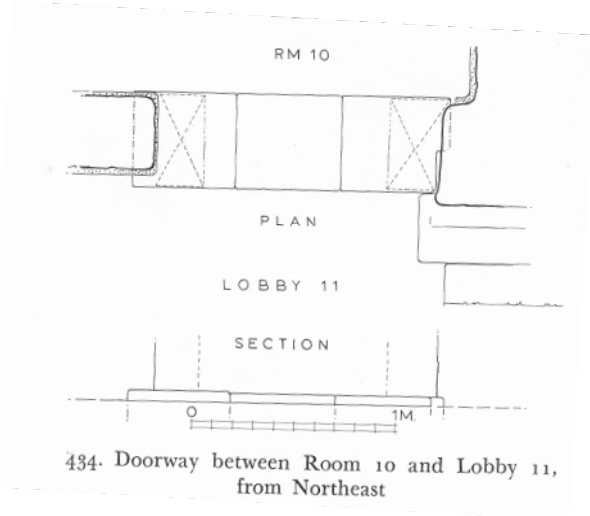 RM 10
PLAN
LOBBY 11
SECTION
0 1M.
434. Doorway between Room 10 and Lobby 11,
from Northeast